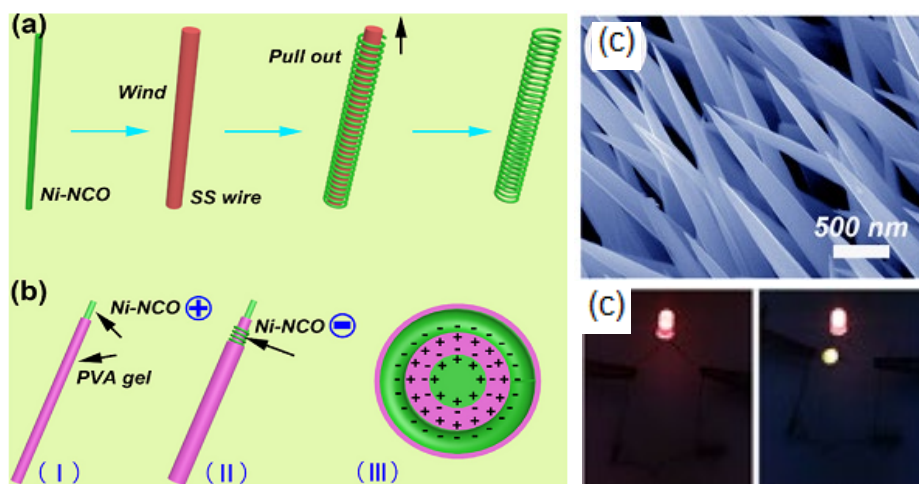 (a)
Pull out
Wind
Ni-NCO
SS wire
(b)
Ni-NCO +
PVA gel
(I)
Ni-NCO -
(II)
(III)
(C)
500 nm
(C)